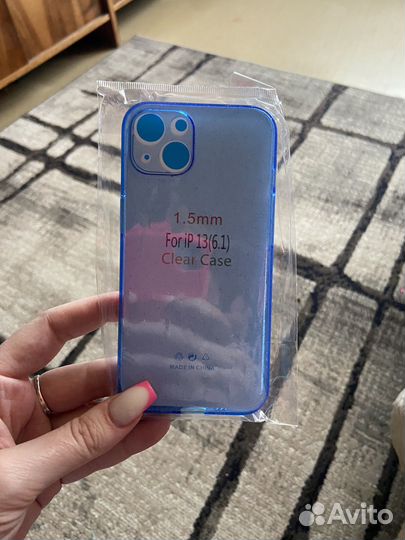 1.5mm
For iP 13(6.1)
Clear Case
MADE IN CHINA
Avito